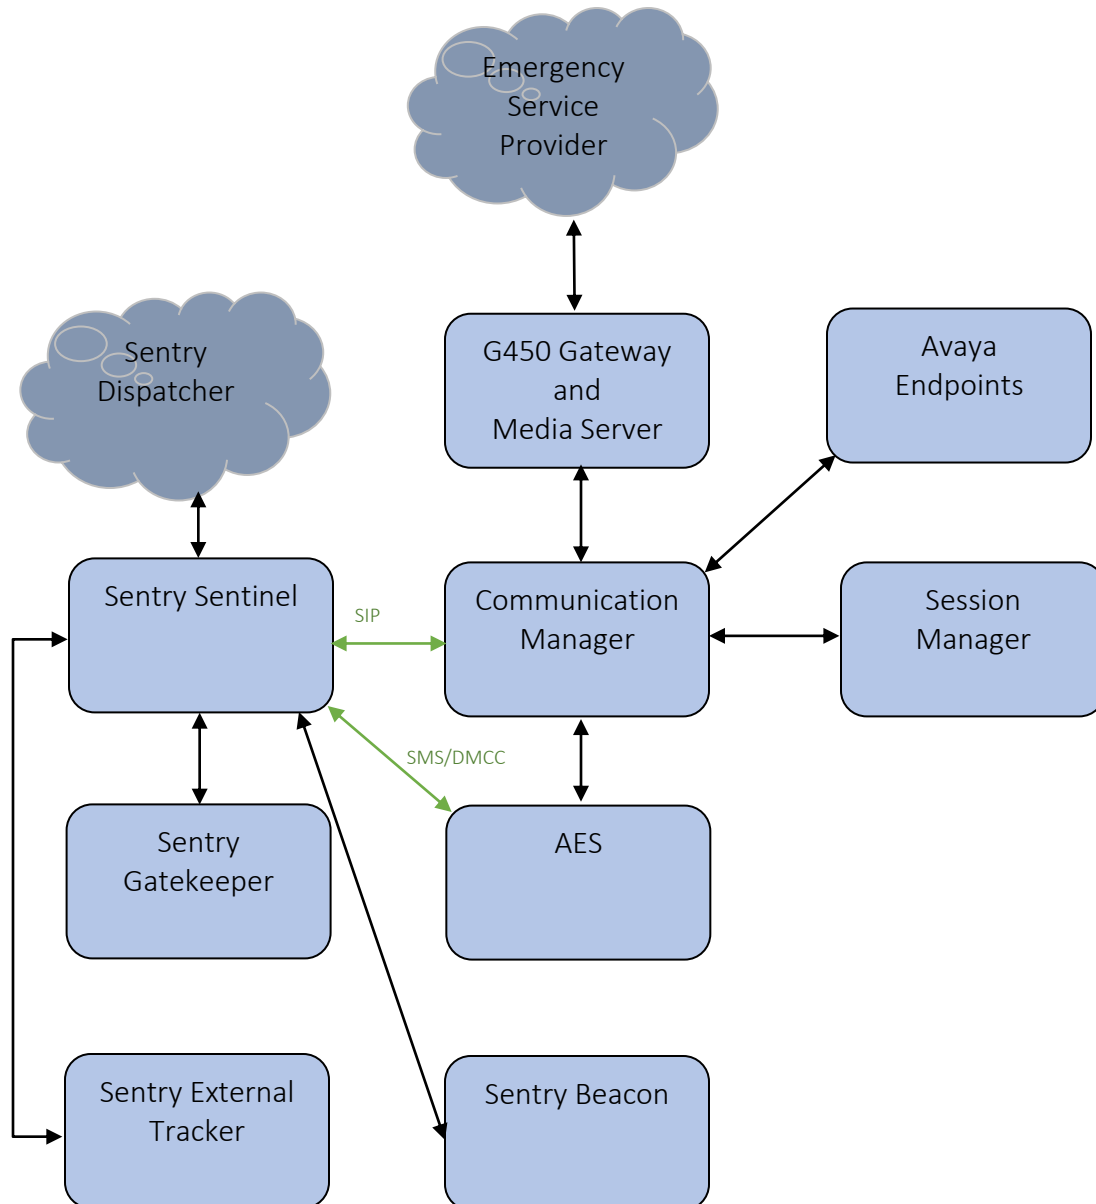 Emergency
Service
Provider
Sentry
Dispatcher
G450 Gateway
and
Media Server
Avaya
Endpoints
Sentry Sentinel
SIP
Communication
Manager
Session
Manager
SMS/DMCC
Sentry
Gatekeeper
AES
Sentry External
Tracker
Sentry Beacon